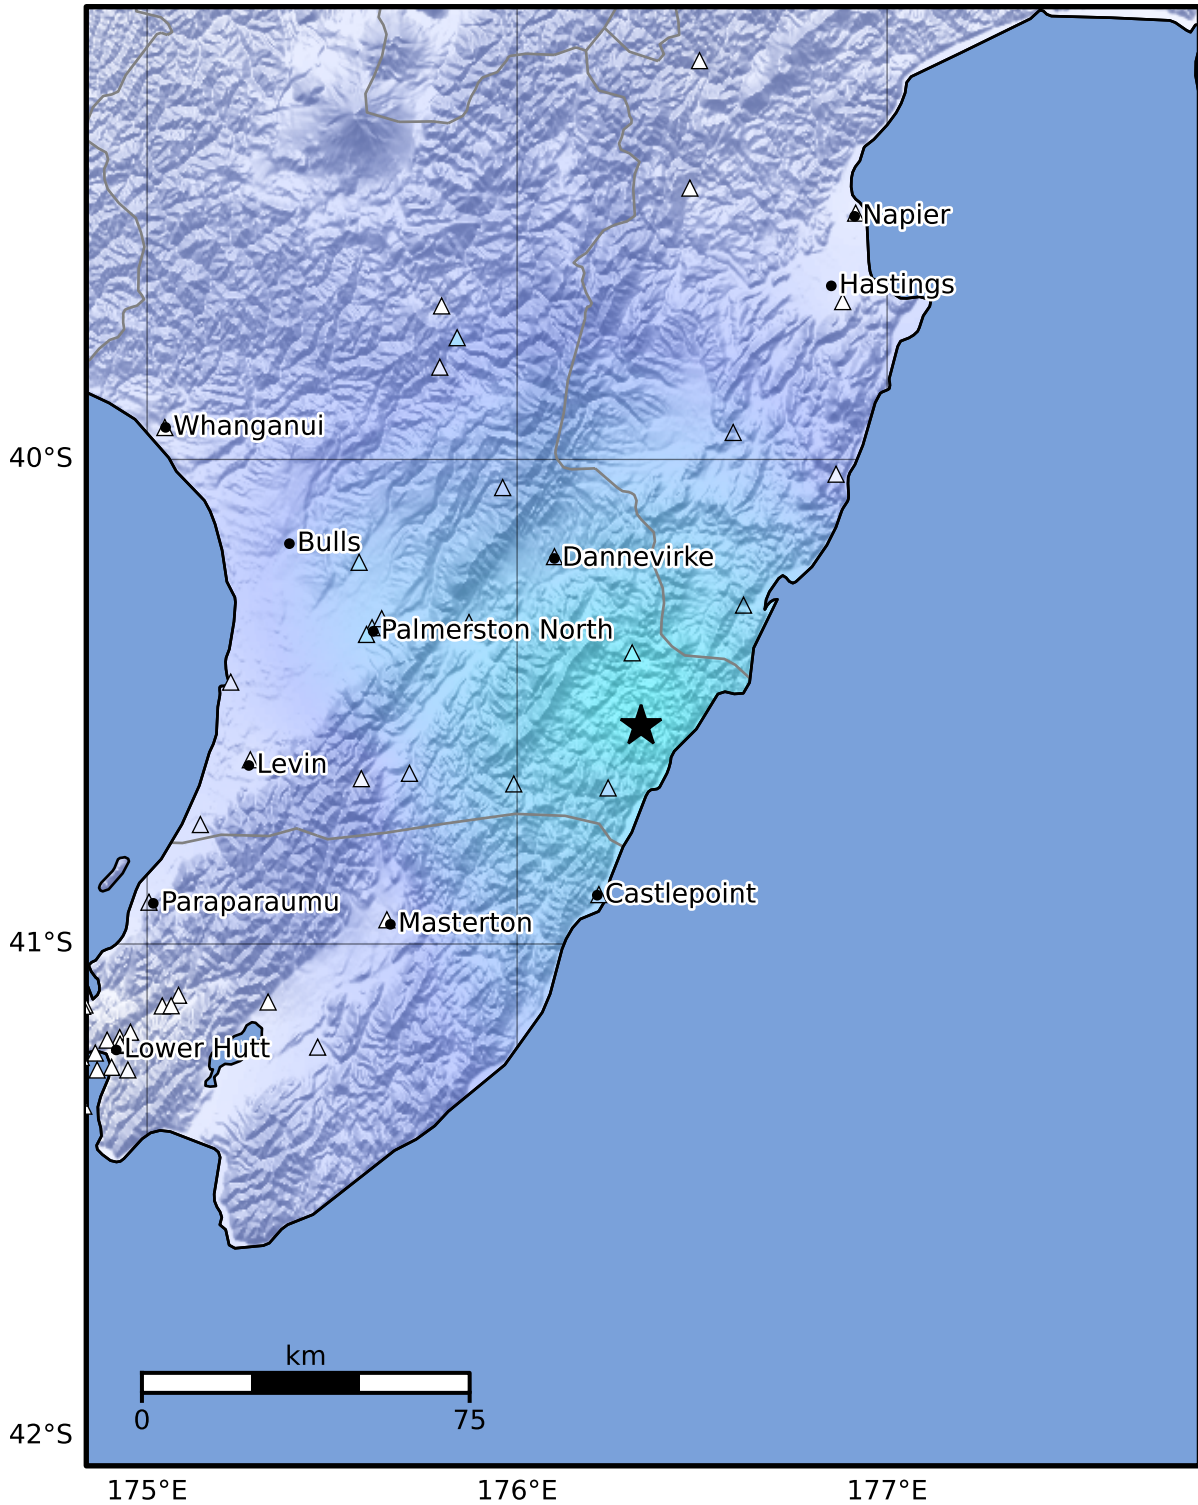 Napier
Hastings
Whanganui
40°S
Bulls
Dannevirke
Palmerston North
Levin
Castlepoint
Paraparaumu
Masterton
41°S
Lower Hutt
km
0 75
42°S
175°E 176°E 177°E